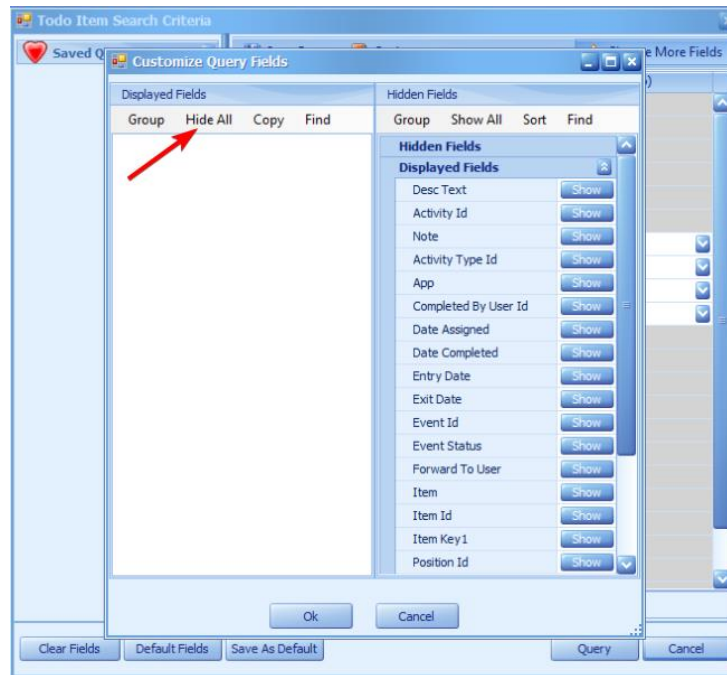 Todo Item Search Criteria
Saved Q
e More Fields
Customize Query Fields
Displayed Fields
Group Hide All Copy Find
Hidden Fields
Group Show All Sort Find
Hidden Fields
Displayed Fields
Desc Text Show
Activity Id Show
Note Show
Activity Type Id Show
App Show
Completed By User Id Show
Date Assigned Show
Date Completed Show
Entry Date Show
Exit Date Show
Event Id Show
Event Status Show
Forward To User Show
Item Show
Item Id Show
Item Key1 Show
Position Id Show
Ok Cancel
Clear Fields Default Fields Save As Default Query Cancel